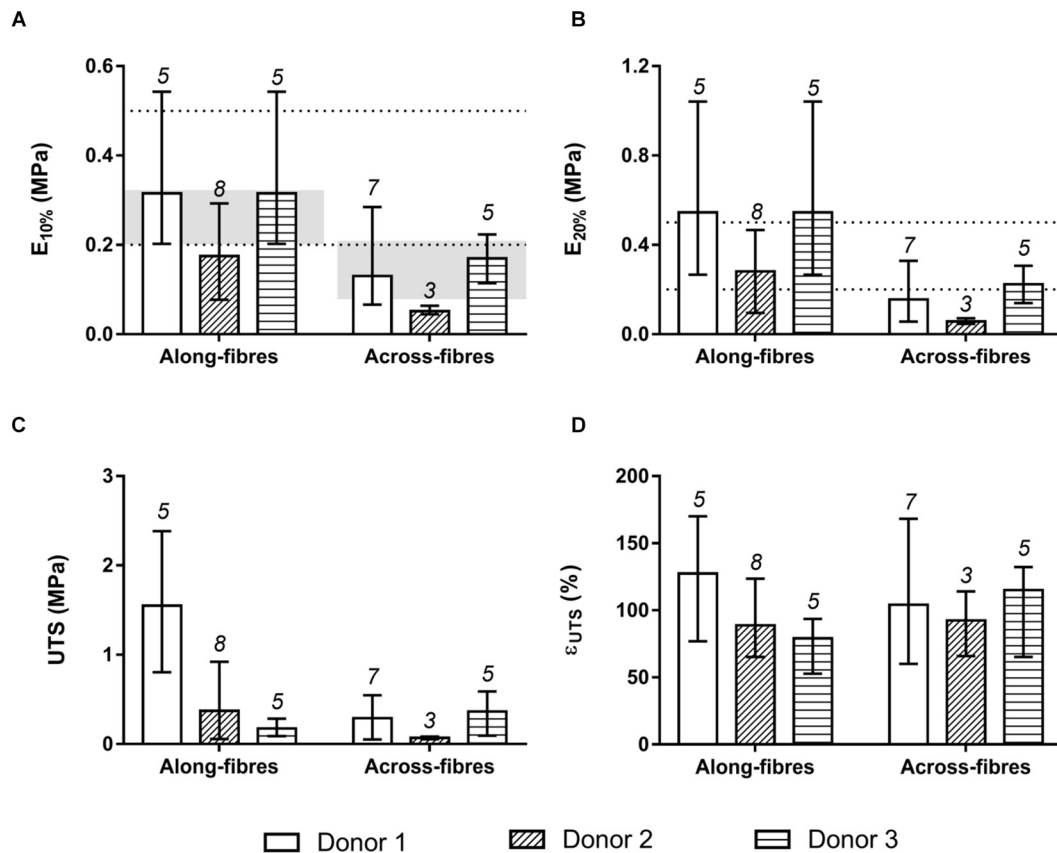 A
E10% (MPa)
0.6
0.4
0.2
0.0
5
8
5
7
3
5
Along-fibres
Across-fibres
B
E20% (MPa)
1.2
0.8
0.4
0.0
5
8
5
7
3
5
Along-fibres
Across-fibres
C
UTS (MPa)
3
2
1
0
5
8
5
7
3
5
Along-fibres
Across-fibres
D
εUTS (%)
200
150
100
50
0
5
8
5
7
3
5
Along-fibres
Across-fibres
Donor 1
Donor 2
Donor 3